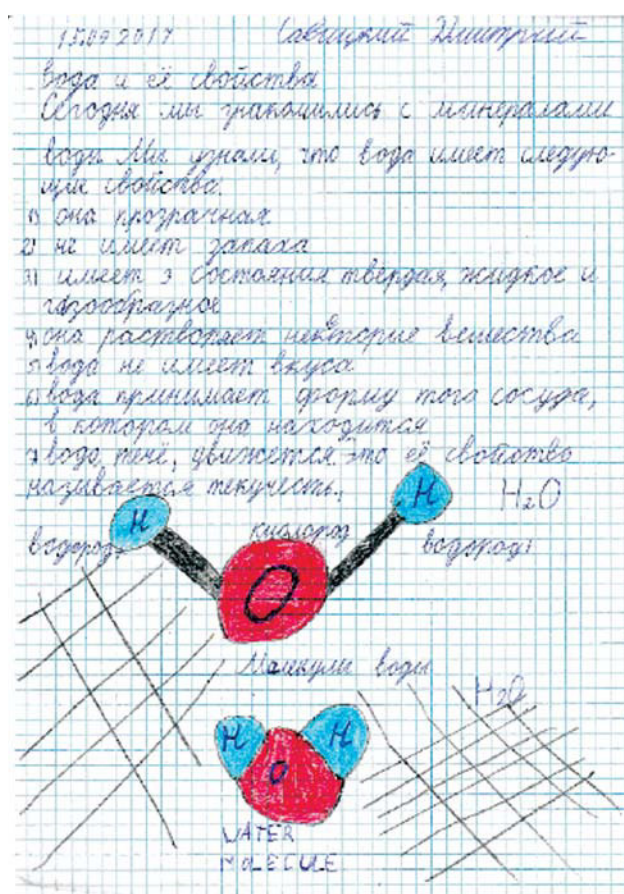 15.09.2017 Савицкий Дмитрий
вода и её свойства
Сегодня мы знакомились с минералами
воды Мы узнали, что вода имеет следую-
щие свойства.
1) она прозрачная
2) не имеет запаха
3) имеет 3 состояния твёрдая, жидкое и
газообразное
4) она растворяет некоторые вещества
5) вода не имеет вкуса
6) вода принимает форму того сосуда,
в котором она находится
7) вода течё, движется. это её свойство
называется текучесть.
H H H₂O
водород кислород водород
O
Малекулы воды
H₂O
H H
O
WATER
MOLECULE